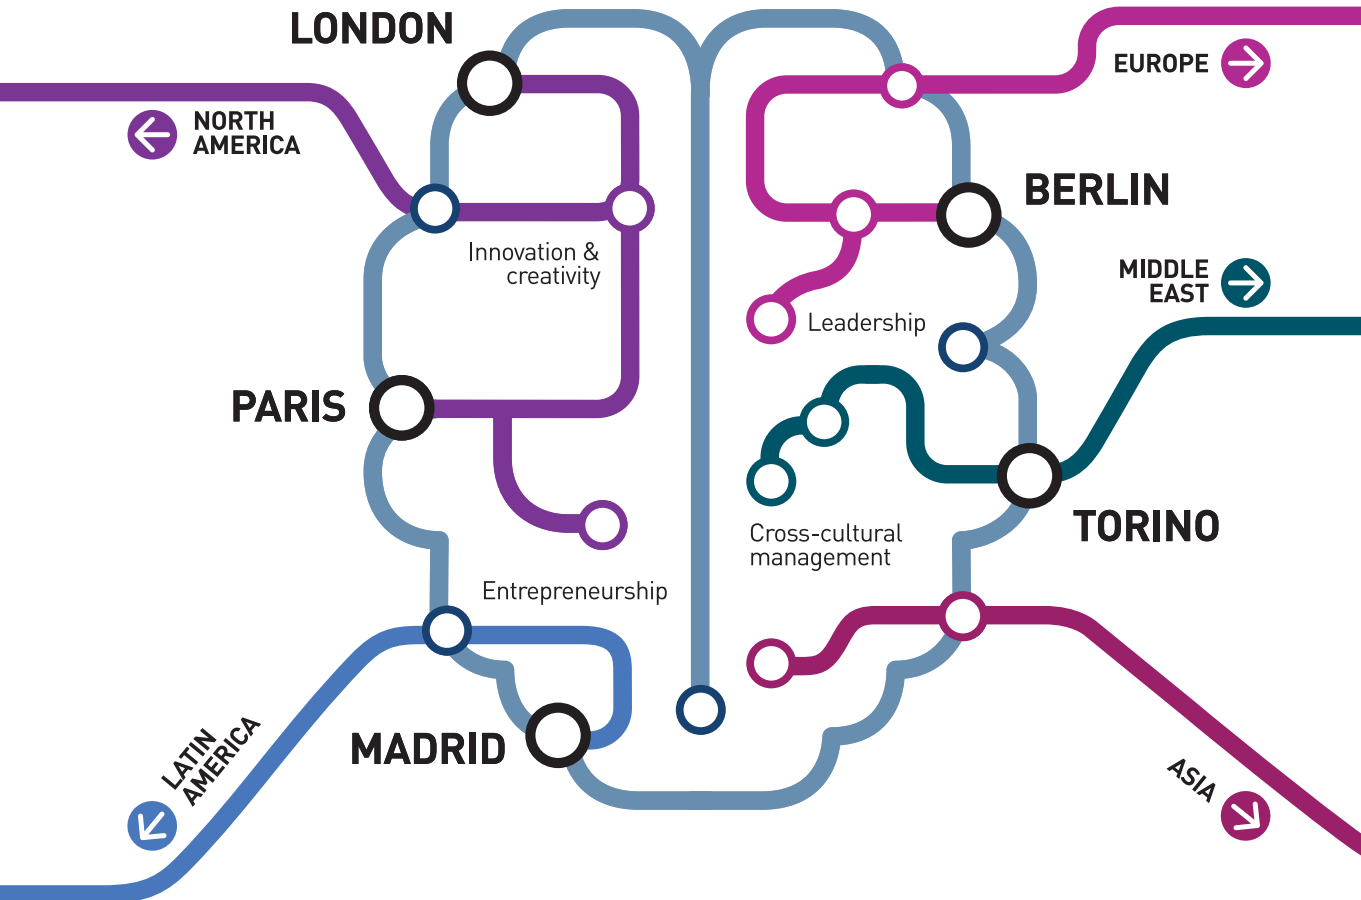 LONDON
EUROPE
NORTH
AMERICA
BERLIN
Innovation &
creativity
MIDDLE
EAST
Leadership
PARIS
TORINO
Cross-cultural
management
Entrepreneurship
MADRID
LATIN
AMERICA
ASIA